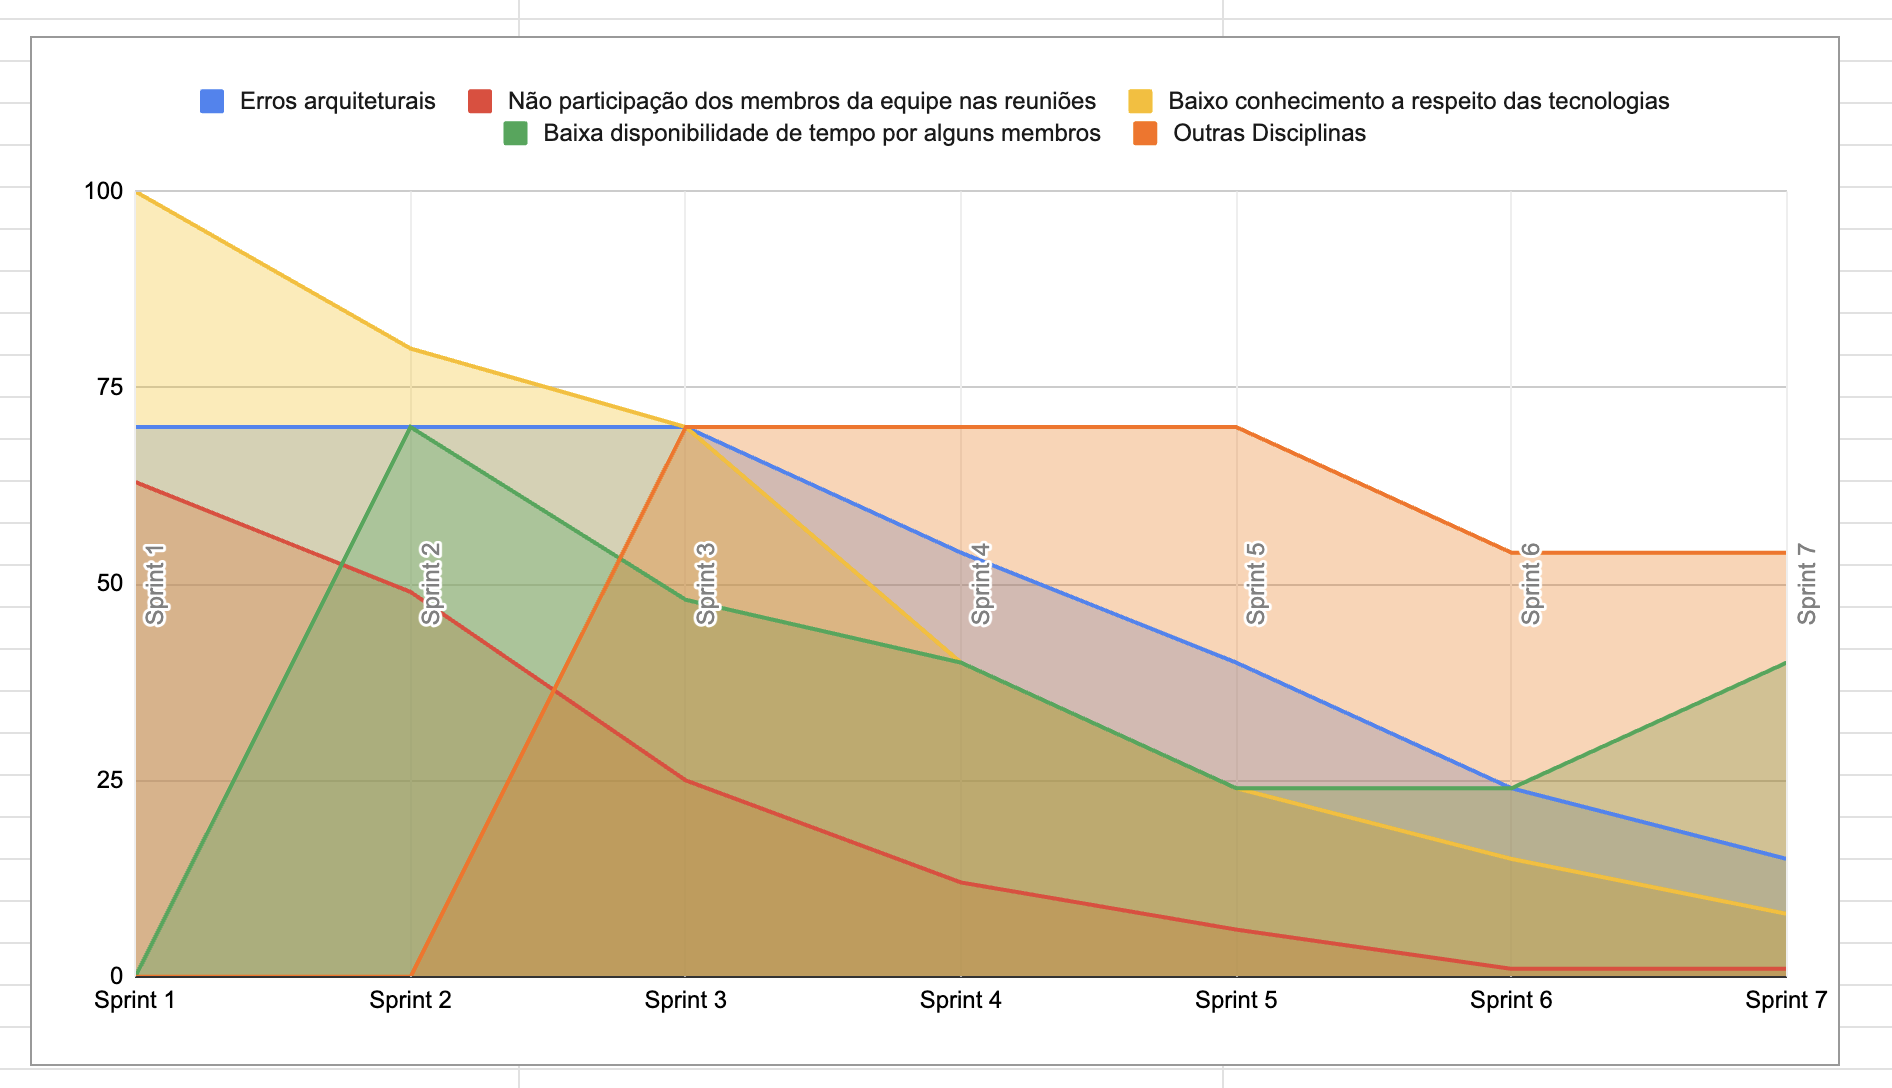 Erros arquiteturais Não participação dos membros da equipe nas reuniões Baixo conhecimento a respeito das tecnologias
Baixa disponibilidade de tempo por alguns membros Outras Disciplinas
100
75
50
25
0
Sprint 1 Sprint 2 Sprint 3 Sprint 4 Sprint 5 Sprint 6 Sprint 7
Sprint 1 Sprint 2 Sprint 3 Sprint 4 Sprint 5 Sprint 6 Sprint 7